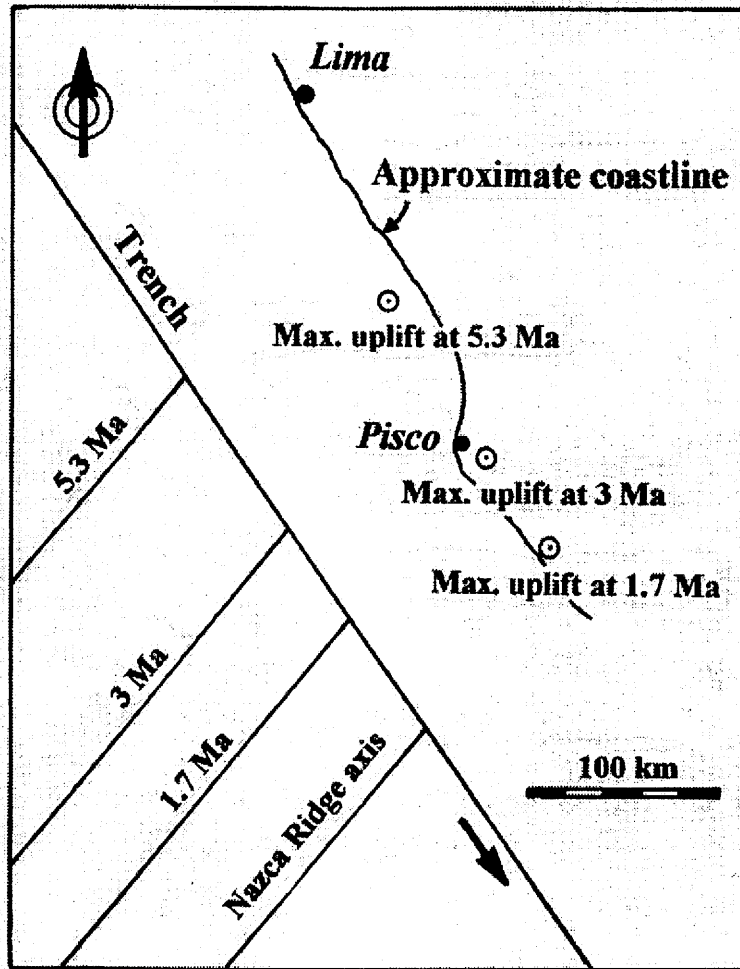 Lima
Approximate coastline
Trench
Max. uplift at 5.3 Ma
5.3 Ma
Pisco
Max. uplift at 3 Ma
Max. uplift at 1.7 Ma
3 Ma
1.7 Ma
Nazca Ridge axis
100 km